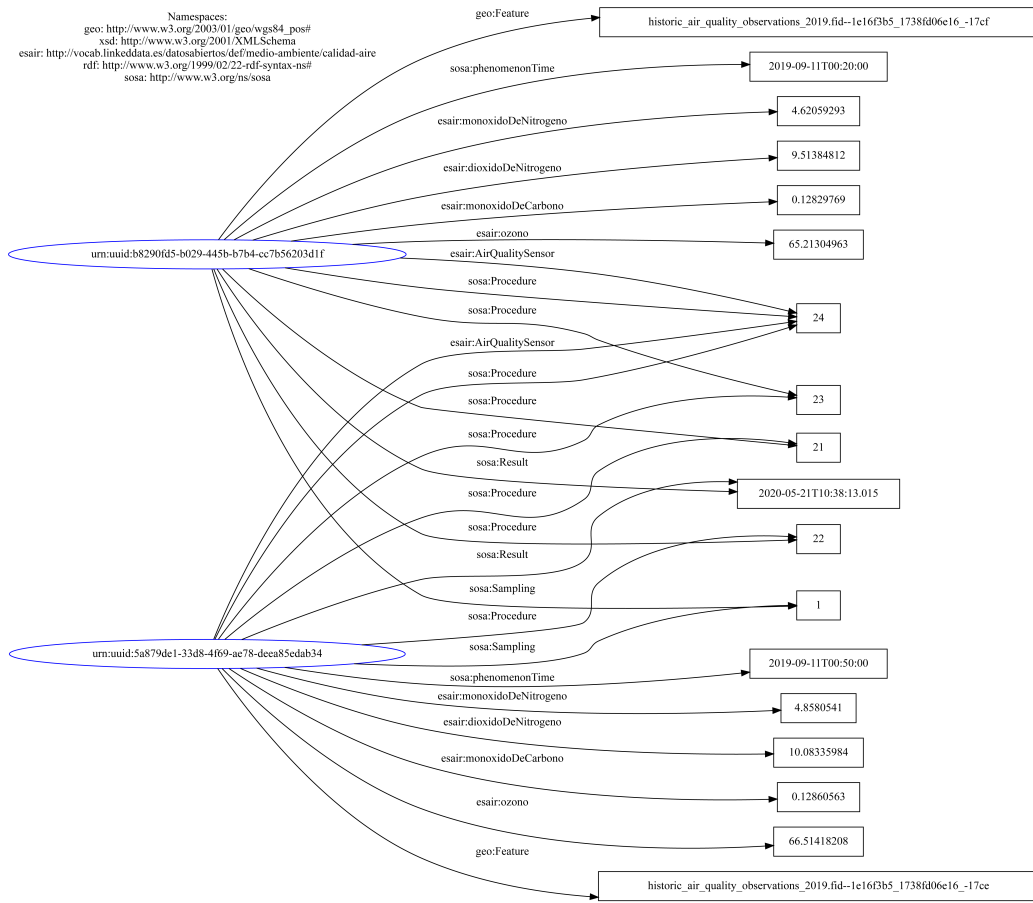 Namespaces:
geo: http://www.w3.org/2003/01/geo/wgs84_pos#
xsd: http://www.w3.org/2001/XMLSchema
esair: http://vocab.linkeddata.es/datosabiertos/def/medio-ambiente/calidad-aire
rdf: http://www.w3.org/1999/02/22-rdf-syntax-ns#
sosa: http://www.w3.org/ns/sosa
geo:Feature
historic_air_quality_observations_2019.fid--1e16f3b5_1738fd06e16_-17cf
sosa:phenomenonTime
2019-09-11T00:20:00
esair:monoxidoDeNitrogeno
4.62059293
esair:dioxidoDeNitrogeno
9.51384812
esair:monoxidoDeCarbono
0.12829769
esair:ozono
65.21304963
urn:uuid:b8290fd5-b029-445b-b7b4-cc7b56203d1f
esair:AirQualitySensor
sosa:Procedure
sosa:Procedure
24
esair:AirQualitySensor
sosa:Procedure
sosa:Procedure
23
sosa:Procedure
21
sosa:Result
sosa:Procedure
2020-05-21T10:38:13.015
sosa:Procedure
22
sosa:Result
sosa:Sampling
1
sosa:Procedure
sosa:Sampling
urn:uuid:5a879de1-33d8-4f69-ae78-deea85edab34
sosa:phenomenonTime
2019-09-11T00:50:00
esair:monoxidoDeNitrogeno
4.8580541
esair:dioxidoDeNitrogeno
10.08335984
esair:monoxidoDeCarbono
0.12860563
esair:ozono
66.51418208
geo:Feature
historic_air_quality_observations_2019.fid--1e16f3b5_1738fd06e16_-17ce